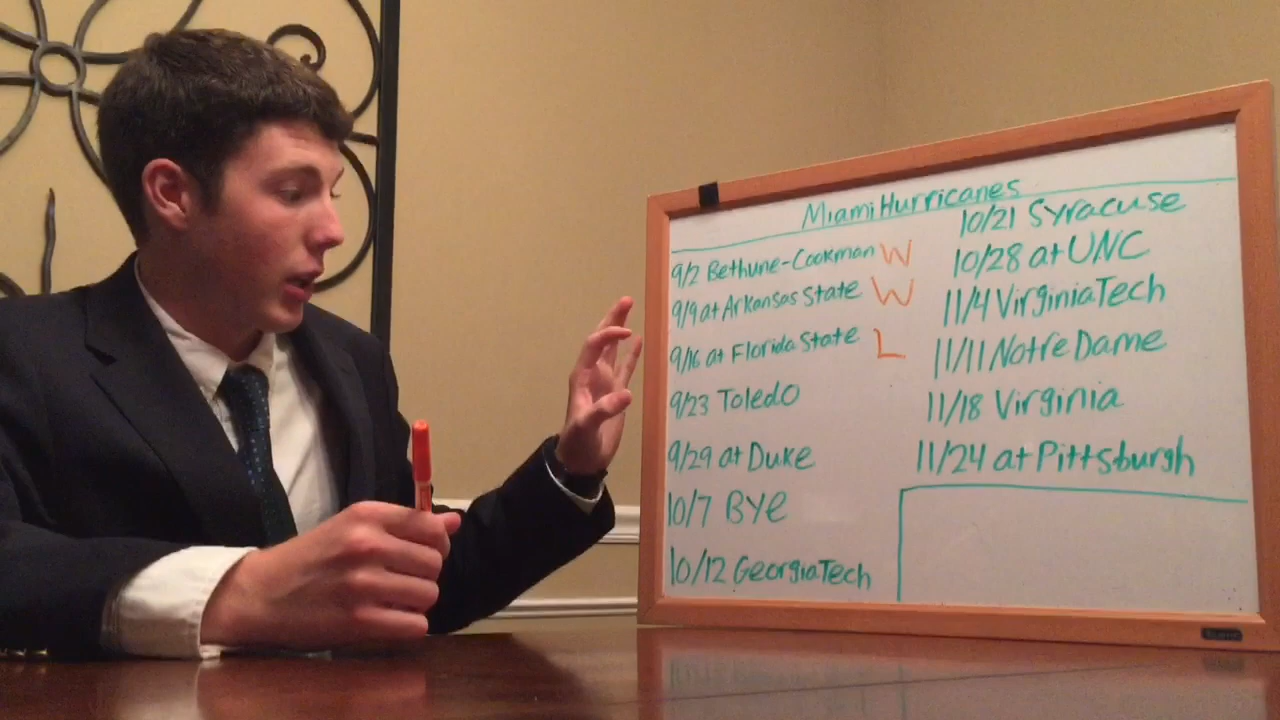 Miami Hurricanes
9/2 Bethune-Cookman W
9/9 at Arkansas State W
9/16 at Florida State L
9/23 Toledo
9/29 at Duke
10/7 BYe
10/12 Georgia Tech
10/21 Syracuse
10/28 at UNC
11/4 Virginia Tech
11/11 Notre Dame
11/18 Virginia
11/24 at Pittsburgh